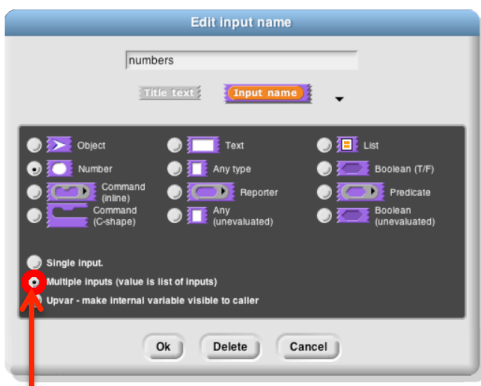 Edit input name
numbers
Title text Input name
Object Text List
Number Any type Boolean (T/F)
Command (inline) Reporter Predicate
Command (C-shape) Any (unevaluated) Boolean (unevaluated)
Single input.
Multiple inputs (value is list of inputs)
Upvar - make internal variable visible to caller
Ok Delete Cancel